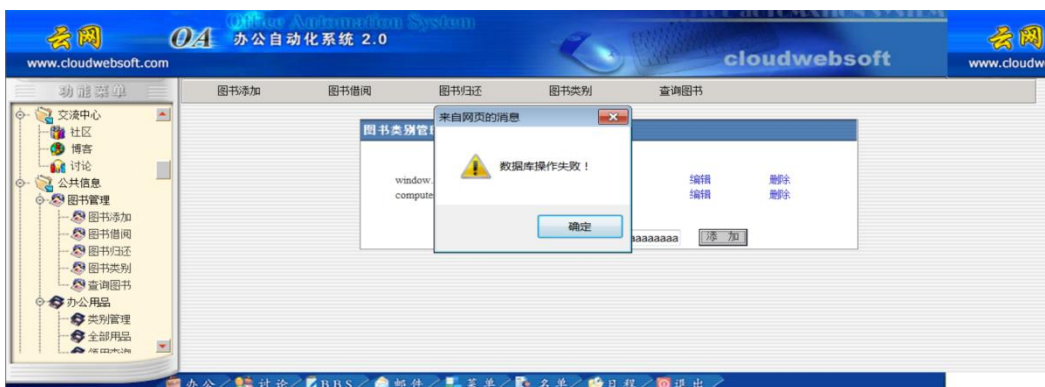 云网
www.cloudwebsoft.com
OA
Office Automation System
办公自动化系统 2.0
cloudwebsoft
云网
www.cloudw
功能菜单
图书添加 图书借阅 图书归还 图书类别 查询图书
交流中心
社区
博客
讨论
公共信息
图书管理
图书添加
图书借阅
图书归还
图书类别
查询图书
办公用品
类别管理
全部用品
领用查询
图书类别管理
来自网页的消息
数据库操作失败！
确定
window. 编辑 删除
compute 编辑 删除
aaaaaaaa 添 加
办公 讨论 BBS 邮件 菜单 名单 日程 退出